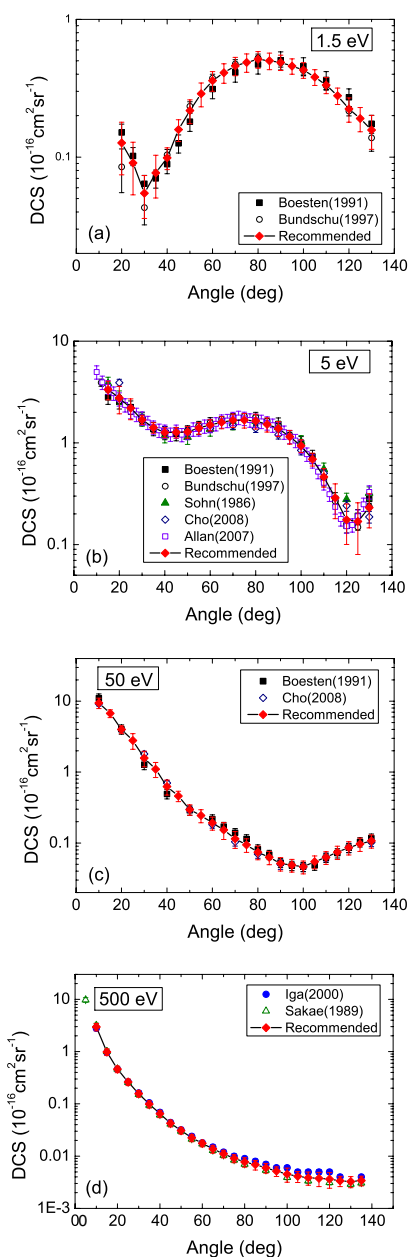 1
1.5 eV
0.1
DCS (10⁻¹⁶cm²sr⁻¹)
Boesten(1991)
Bundschu(1997)
Recommended
(a)
0 20 40 60 80 100 120 140
Angle (deg)
10
5 eV
1
0.1
DCS (10⁻¹⁶cm²sr⁻¹)
Boesten(1991)
Bundschu(1997)
Sohn(1986)
Cho(2008)
Allan(2007)
Recommended
(b)
0 20 40 60 80 100 120 140
Angle (deg)
50 eV
10
1
0.1
DCS (10⁻¹⁶cm²sr⁻¹)
Boesten(1991)
Cho(2008)
Recommended
(c)
0 20 40 60 80 100 120 140
Angle (deg)
500 eV
10
1
0.1
0.01
1E-3
DCS (10⁻¹⁶cm²sr⁻¹)
Iga(2000)
Sakae(1989)
Recommended
(d)
00 20 40 60 80 100 120 140
Angle (deg)